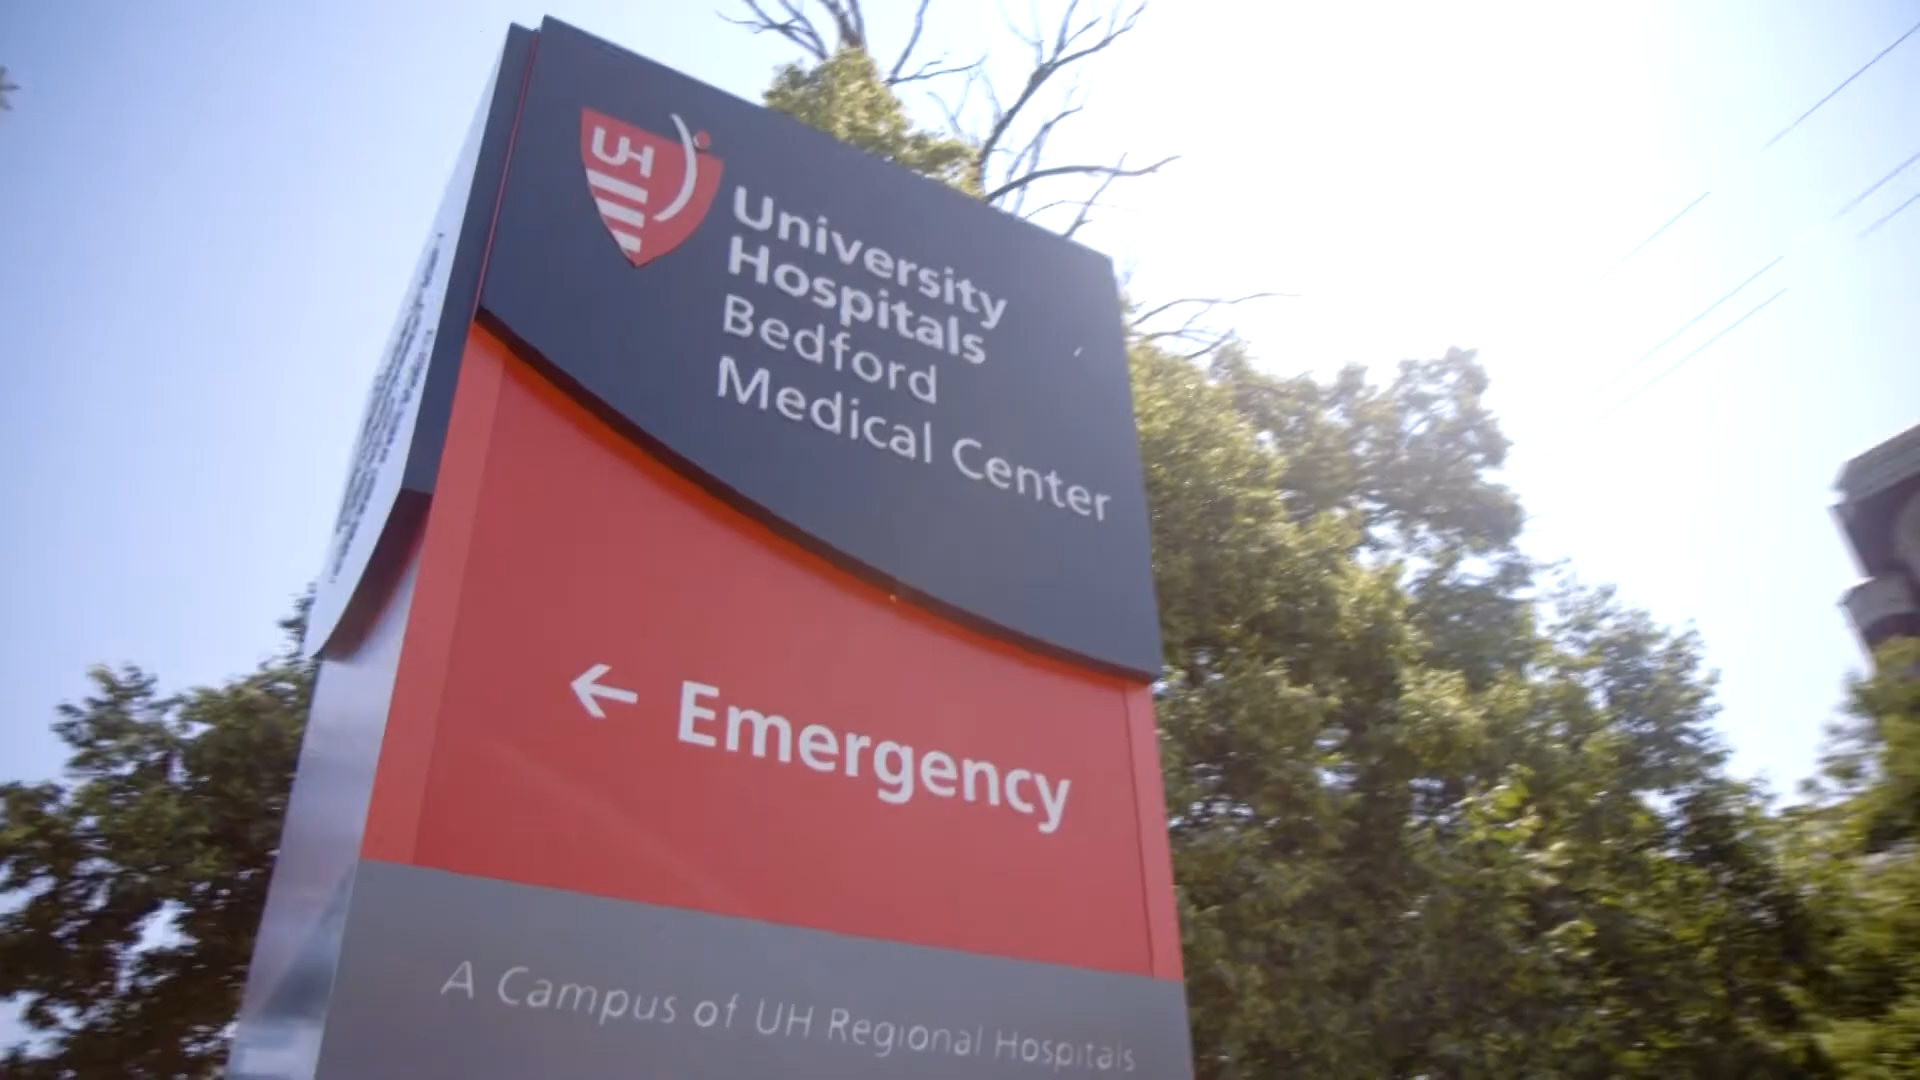 UH
University
Hospitals
Bedford
Medical Center
← Emergency
A Campus of UH Regional Hospitals